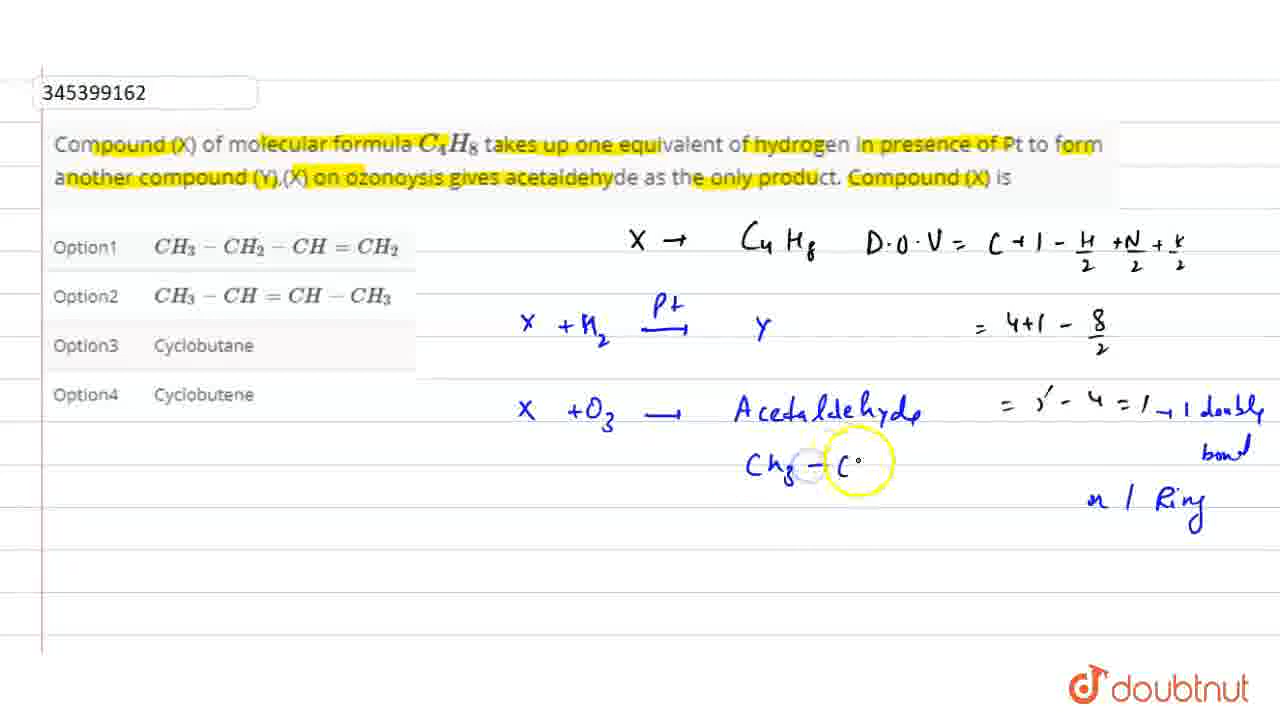 345399162
Compound (X) of molecular formula C₄H₈ takes up one equivalent of hydrogen in presence of Pt to form
another compound (Y),(X) on ozonoysis gives acetaldehyde as the only product. Compound (X) is
Option1 CH₃ − CH₂ − CH = CH₂
Option2 CH₃ − CH = CH − CH₃
Option3 Cyclobutane
Option4 Cyclobutene
X → C₄H₈ D.O.V = C+1 − H/2 + N/2 + X/2
X + H₂ Pt → Y = 4+1 − 8/2
X + O₃ → Acetaldehyde = 5 − 4 = 1 → 1 double
bond
CH₃ − C
1 Ring
doubtnut